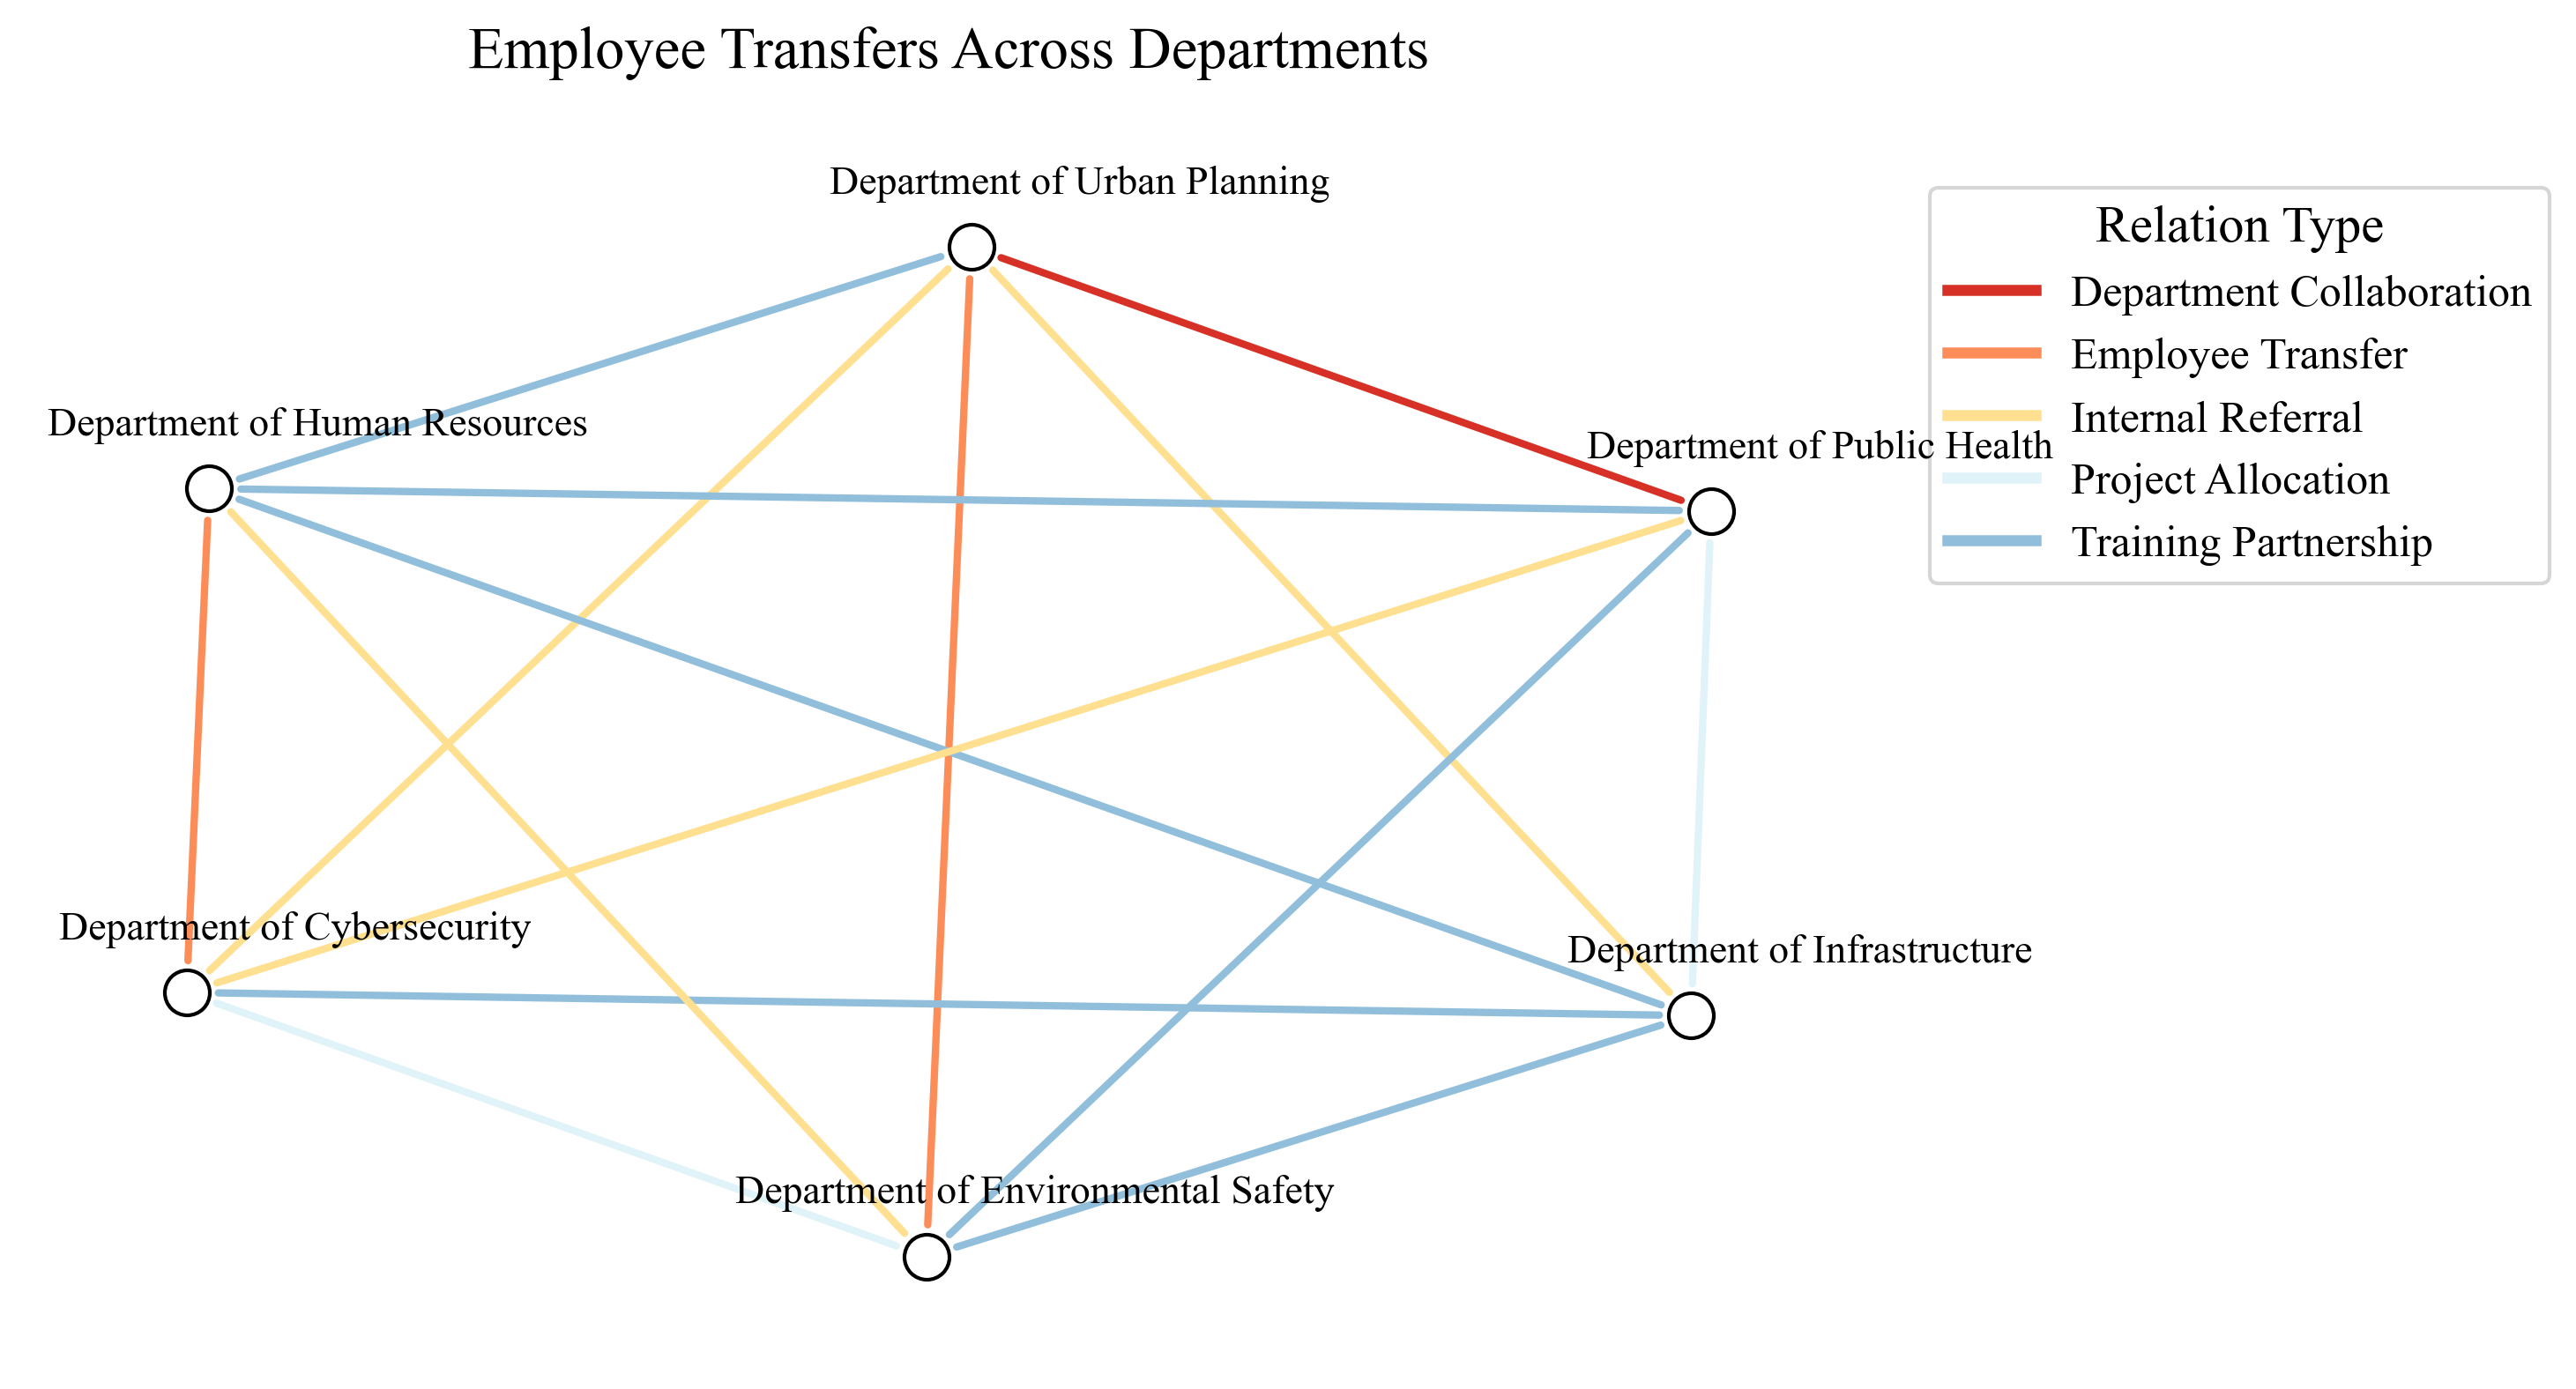 Employee Transfers Across Departments
Department of Urban Planning
Department of Human Resources
Department of Public Health
Department of Cybersecurity
Department of Infrastructure
Department of Environmental Safety
Relation Type
Department Collaboration
Employee Transfer
Internal Referral
Project Allocation
Training Partnership